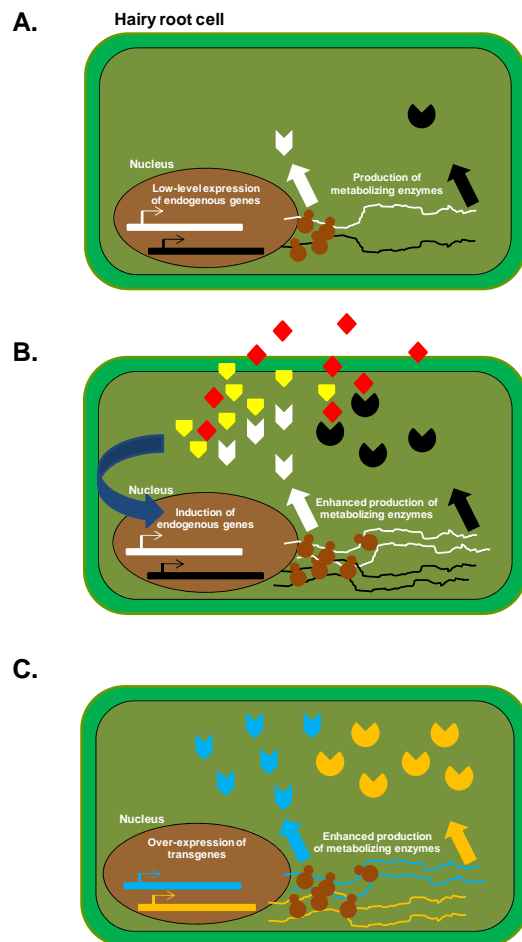 A.
Hairy root cell
Nucleus
Low-level expression
of endogenous genes
Production of
metabolizing enzymes
B.
Nucleus
Induction of
endogenous genes
Enhanced production of
metabolizing enzymes
C.
Nucleus
Over-expression of
transgenes
Enhanced production
of metabolizing enzymes